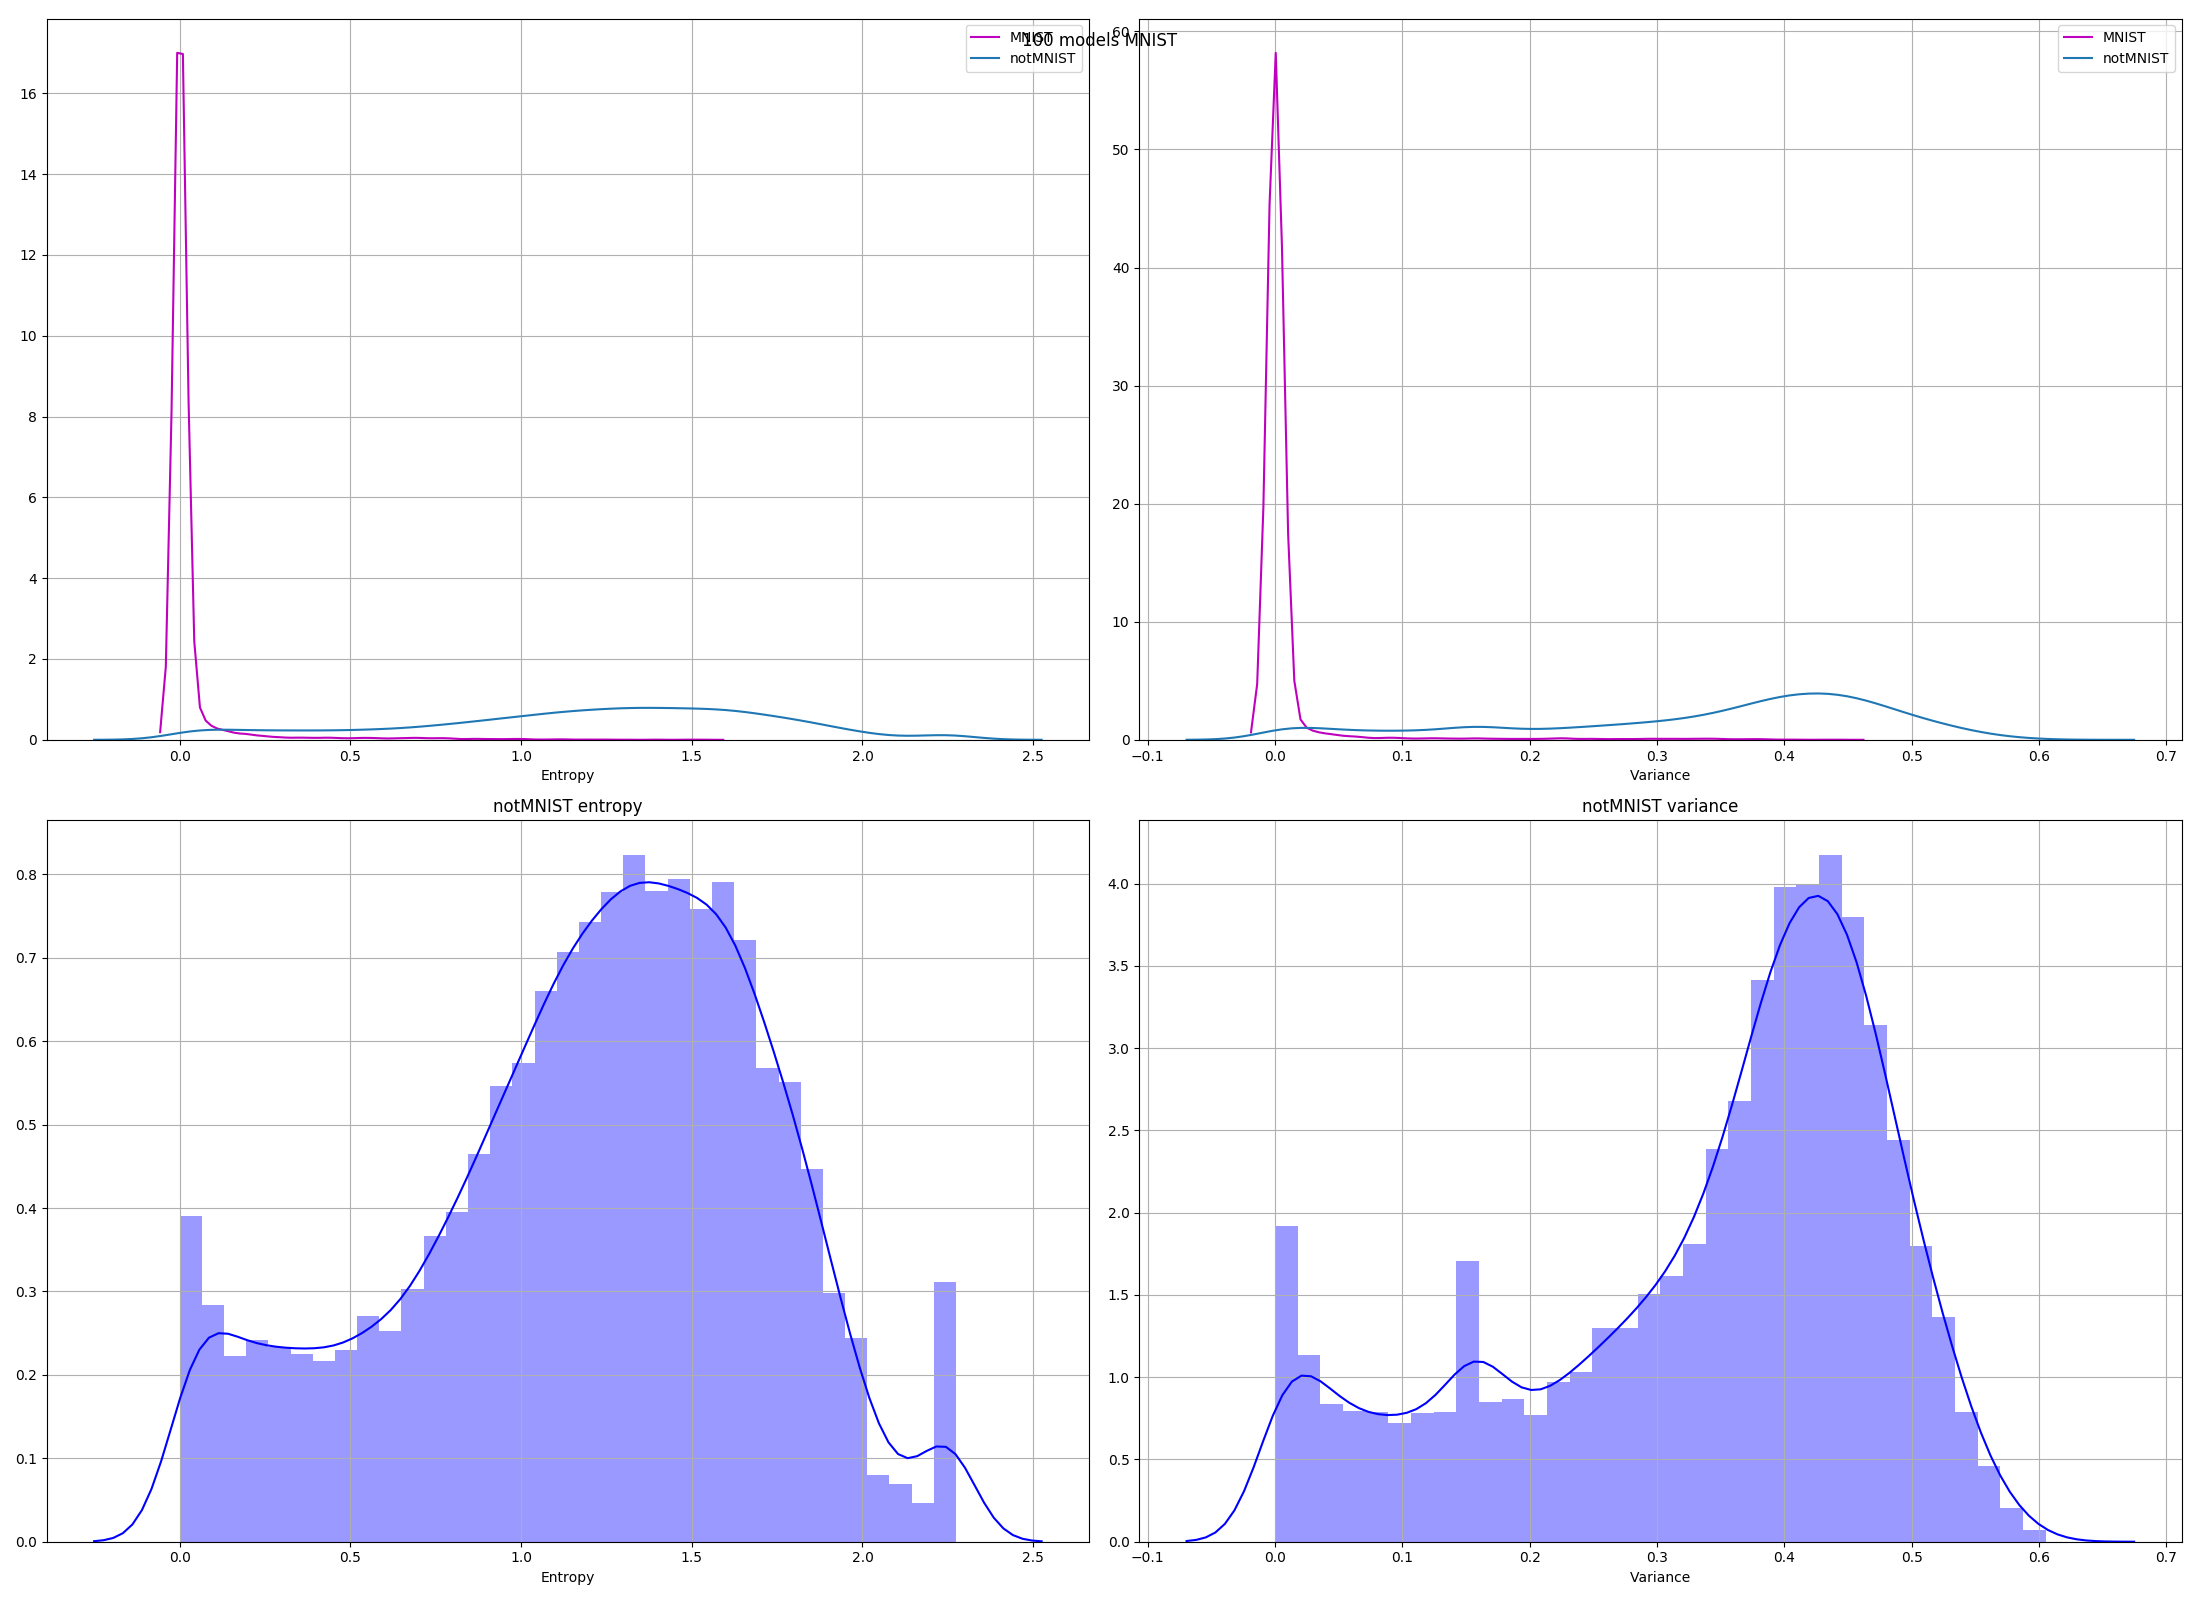 100 models MNIST
MNIST
notMNIST
16
14
12
10
8
6
4
2
0
0.0 0.5 1.0 1.5 2.0 2.5
Entropy
MNIST
notMNIST
60
50
40
30
20
10
0
−0.1 0.0 0.1 0.2 0.3 0.4 0.5 0.6 0.7
Variance
notMNIST entropy
0.8
0.7
0.6
0.5
0.4
0.3
0.2
0.1
0.0
0.0 0.5 1.0 1.5 2.0 2.5
Entropy
notMNIST variance
4.0
3.5
3.0
2.5
2.0
1.5
1.0
0.5
0.0
−0.1 0.0 0.1 0.2 0.3 0.4 0.5 0.6 0.7
Variance